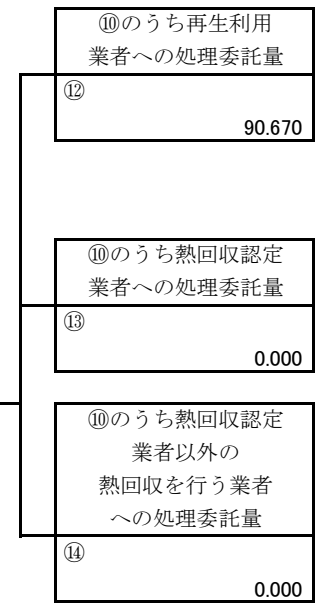 ⑩のうち再生利用
業者への処理委託量
⑫
90.670
⑩のうち熱回収認定
業者への処理委託量
⑬
0.000
⑩のうち熱回収認定
業者以外の
熱回収を行う業者
への処理委託量
⑭
0.000